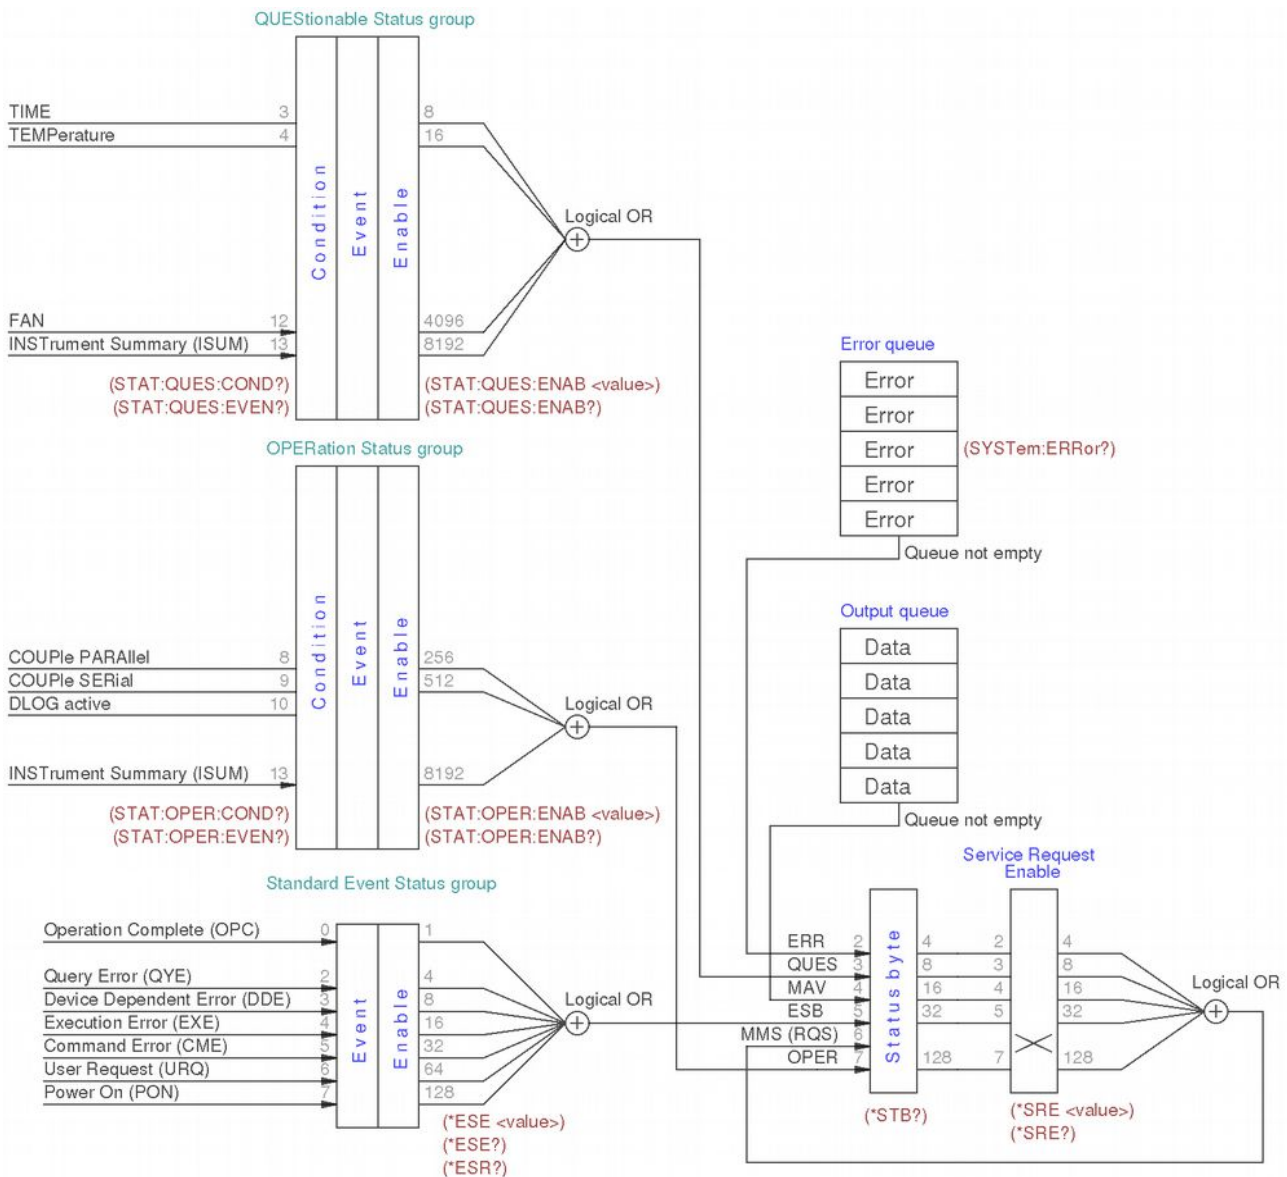 QUEStionable Status group
TIME 3 8
TEMPerature 4 16
Condition
Event
Enable
Logical OR
FAN 12 4096
INSTrument Summary (ISUM) 13 8192
(STAT:QUES:COND?) (STAT:QUES:ENAB <value>)
(STAT:QUES:EVEN?) (STAT:QUES:ENAB?)
OPERation Status group
COUPle PARAllel 8 256
COUPle SERial 9 512
DLOG active 10
Condition
Event
Enable
Logical OR
INSTrument Summary (ISUM) 13 8192
(STAT:OPER:COND?) (STAT:OPER:ENAB <value>)
(STAT:OPER:EVEN?) (STAT:OPER:ENAB?)
Standard Event Status group
Operation Complete (OPC) 0 1
Query Error (QYE) 2 4
Device Dependent Error (DDE) 3 8
Execution Error (EXE) 4 16
Command Error (CME) 5 32
User Request (URQ) 6 64
Power On (PON) 7 128
Event
Enable
Logical OR
(*ESE <value>)
(*ESE?)
(*ESR?)
Error queue
Error
Error
Error (SYSTem:ERRor?)
Error
Error
Queue not empty
Output queue
Data
Data
Data
Data
Data
Queue not empty
Service Request
Enable
ERR 2 4 2 4
QUES 3 8 3 8
MAV 4 16 4 16
ESB 5 32 5 32
MMS (RQS) 6
OPER 7 128 7 128
Status byte
Logical OR
(*STB?)
(*SRE <value>)
(*SRE?)